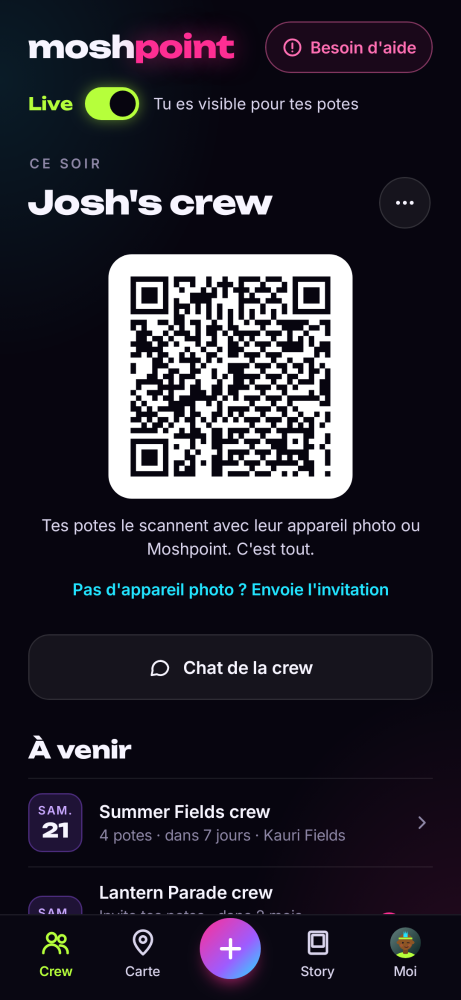 moshpoint
Besoin d'aide
Live
Tu es visible pour tes potes
CE SOIR
Josh's crew
Tes potes le scannent avec leur appareil photo ou
Moshpoint. C'est tout.
Pas d'appareil photo ? Envoie l'invitation
Chat de la crew
À venir
SAM.
21
Summer Fields crew
4 potes · dans 7 jours · Kauri Fields
SAM.
Lantern Parade crew
Crew
Carte
Story
Moi